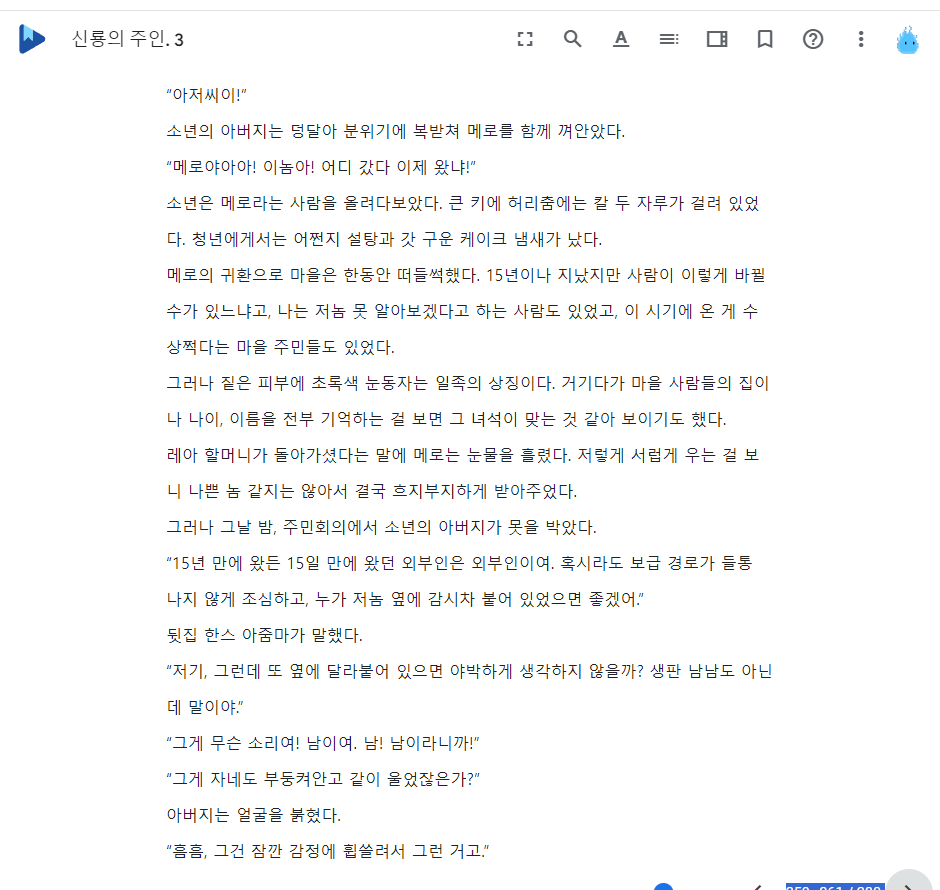 신룡의 주인. 3
“아저씨이!”
소년의 아버지는 덩달아 분위기에 복받쳐 메로를 함께 껴안았다.
“메로야아아! 이놈아! 어디 갔다 이제 왔냐!”
소년은 메로라는 사람을 올려다보았다. 큰 키에 허리춤에는 칼 두 자루가 걸려 있었
다. 청년에게서는 어쩐지 설탕과 갓 구운 케이크 냄새가 났다.
메로의 귀환으로 마을은 한동안 떠들썩했다. 15년이나 지났지만 사람이 이렇게 바뀔
수가 있느냐고, 나는 저놈 못 알아보겠다고 하는 사람도 있었고, 이 시기에 온 게 수
상쩍다는 마을 주민들도 있었다.
그러나 짙은 피부에 초록색 눈동자는 일족의 상징이다. 거기다가 마을 사람들의 집이
나 나이, 이름을 전부 기억하는 걸 보면 그 녀석이 맞는 것 같아 보이기도 했다.
레아 할머니가 돌아가셨다는 말에 메로는 눈물을 흘렸다. 저렇게 서럽게 우는 걸 보
니 나쁜 놈 같지는 않아서 결국 흐지부지하게 받아주었다.
그러나 그날 밤, 주민회의에서 소년의 아버지가 못을 박았다.
“15년 만에 왔든 15일 만에 왔던 외부인은 외부인이여. 혹시라도 보급 경로가 들통
나지 않게 조심하고, 누가 저놈 옆에 감시차 붙어 있었으면 좋겠어.”
뒷집 한스 아줌마가 말했다.
“저기, 그런데 또 옆에 달라붙어 있으면 야박하게 생각하지 않을까? 생판 남남도 아닌
데 말이야.”
“그게 무슨 소리여! 남이여. 남! 남이라니까!”
“그게 자네도 부둥켜안고 같이 울었잖은가?”
아버지는 얼굴을 붉혔다.
“흠흠, 그건 잠깐 감정에 휩쓸려서 그런 거고.”